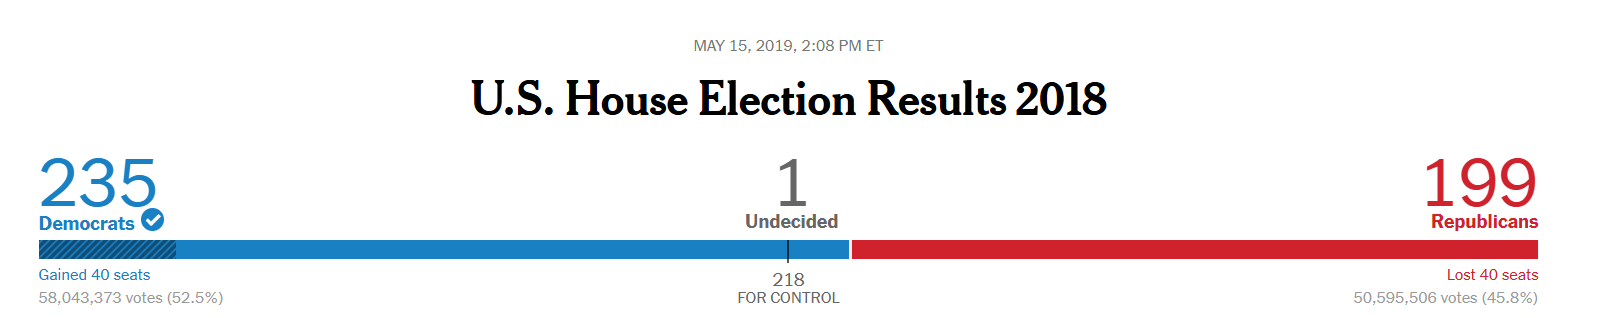 MAY 15, 2019, 2:08 PM ET
U.S. House Election Results 2018
235
Democrats
1
Undecided
199
Republicans
Gained 40 seats
58,043,373 votes (52.5%)
218
FOR CONTROL
Lost 40 seats
50,595,506 votes (45.8%)